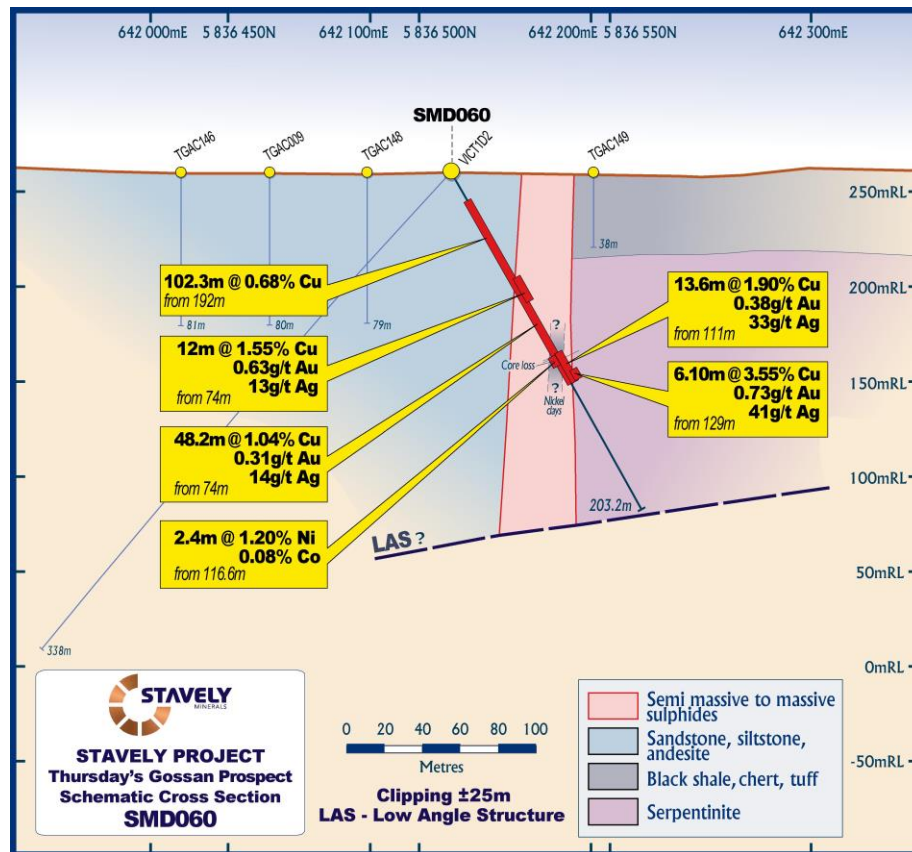 642 000mE 5 836 450N 642 100mE 5 836 500N 642 200mE 5 836 550N 642 300mE
SMD060
TGAC146
TGAC009
TGAC148
VICT1D2
TGAC149
250mRL
200mRL
150mRL
100mRL
50mRL
0mRL
-50mRL
38m
81m
80m
79m
102.3m @ 0.68% Cu
from 192m
12m @ 1.55% Cu
0.63g/t Au
13g/t Ag
from 74m
48.2m @ 1.04% Cu
0.31g/t Au
14g/t Ag
from 74m
2.4m @ 1.20% Ni
0.08% Co
from 116.6m
13.6m @ 1.90% Cu
0.38g/t Au
33g/t Ag
from 111m
6.10m @ 3.55% Cu
0.73g/t Au
41g/t Ag
from 129m
?
Core loss
?
Nickel
clays
203.2m
LAS ?
338m
STAVELY
MINERALS
STAVELY PROJECT
Thursday's Gossan Prospect
Schematic Cross Section
SMD060
0 20 40 60 80 100
Metres
Clipping ±25m
LAS - Low Angle Structure
Semi massive to massive
sulphides
Sandstone, siltstone,
andesite
Black shale, chert, tuff
Serpentinite